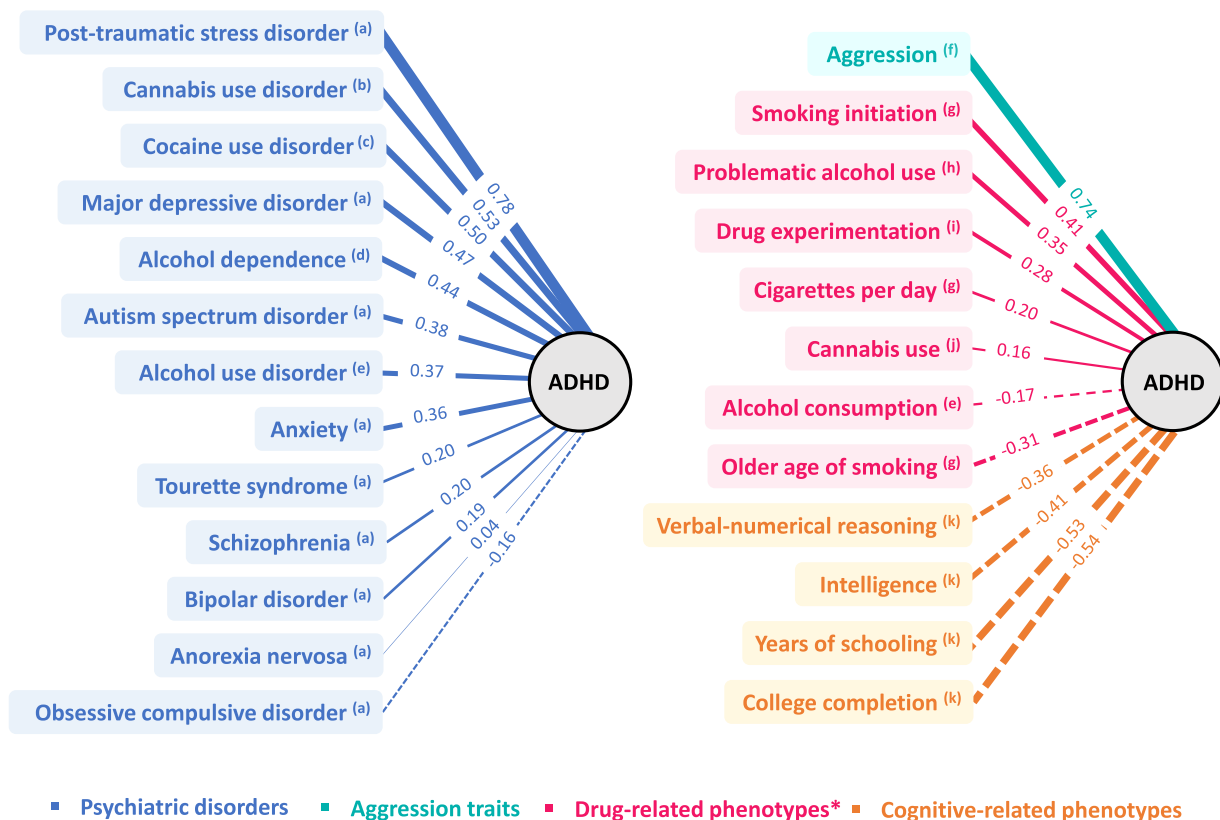 Post-traumatic stress disorder (a)
Cannabis use disorder (b)
Cocaine use disorder (c)
Major depressive disorder (a)
Alcohol dependence (d)
Autism spectrum disorder (a)
Alcohol use disorder (e)
Anxiety (a)
Tourette syndrome (a)
Schizophrenia (a)
Bipolar disorder (a)
Anorexia nervosa (a)
Obsessive compulsive disorder (a)
0.78
0.53
0.50
0.47
0.44
0.38
0.37
0.36
0.20
0.20
0.19
0.04
-0.16
ADHD
Aggression (f)
Smoking initiation (g)
Problematic alcohol use (h)
Drug experimentation (i)
Cigarettes per day (g)
Cannabis use (j)
Alcohol consumption (e)
Older age of smoking (g)
Verbal-numerical reasoning (k)
Intelligence (k)
Years of schooling (k)
College completion (k)
0.74
0.41
0.35
0.28
0.20
0.16
-0.17
-0.31
-0.36
-0.41
-0.53
-0.54
ADHD
Psychiatric disorders
Aggression traits
Drug-related phenotypes*
Cognitive-related phenotypes